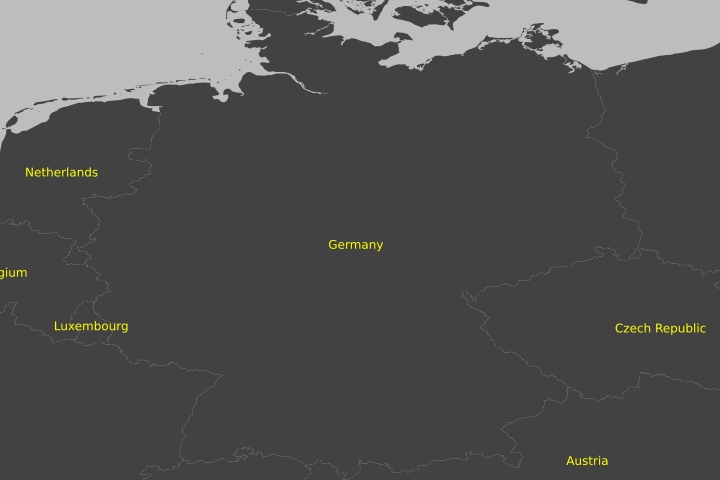 Netherlands
Germany
gium
Luxembourg
Czech Republic
Austria